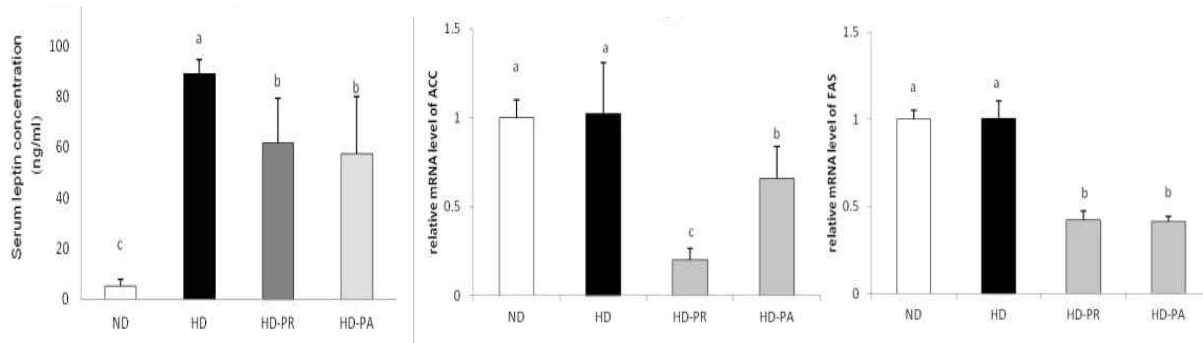 Serum leptin concentration
(ng/ml)
100
80
60
40
20
0
c
a
b
b
ND
HD
HD-PR
HD-PA
relative mRNA level of ACC
1.5
1
0.5
0
a
a
c
b
ND
HD
HD-PR
HD-PA
relative mRNA level of FAS
1.5
1
0.5
0
a
a
b
b
ND
HD
HD-PR
HD-PA